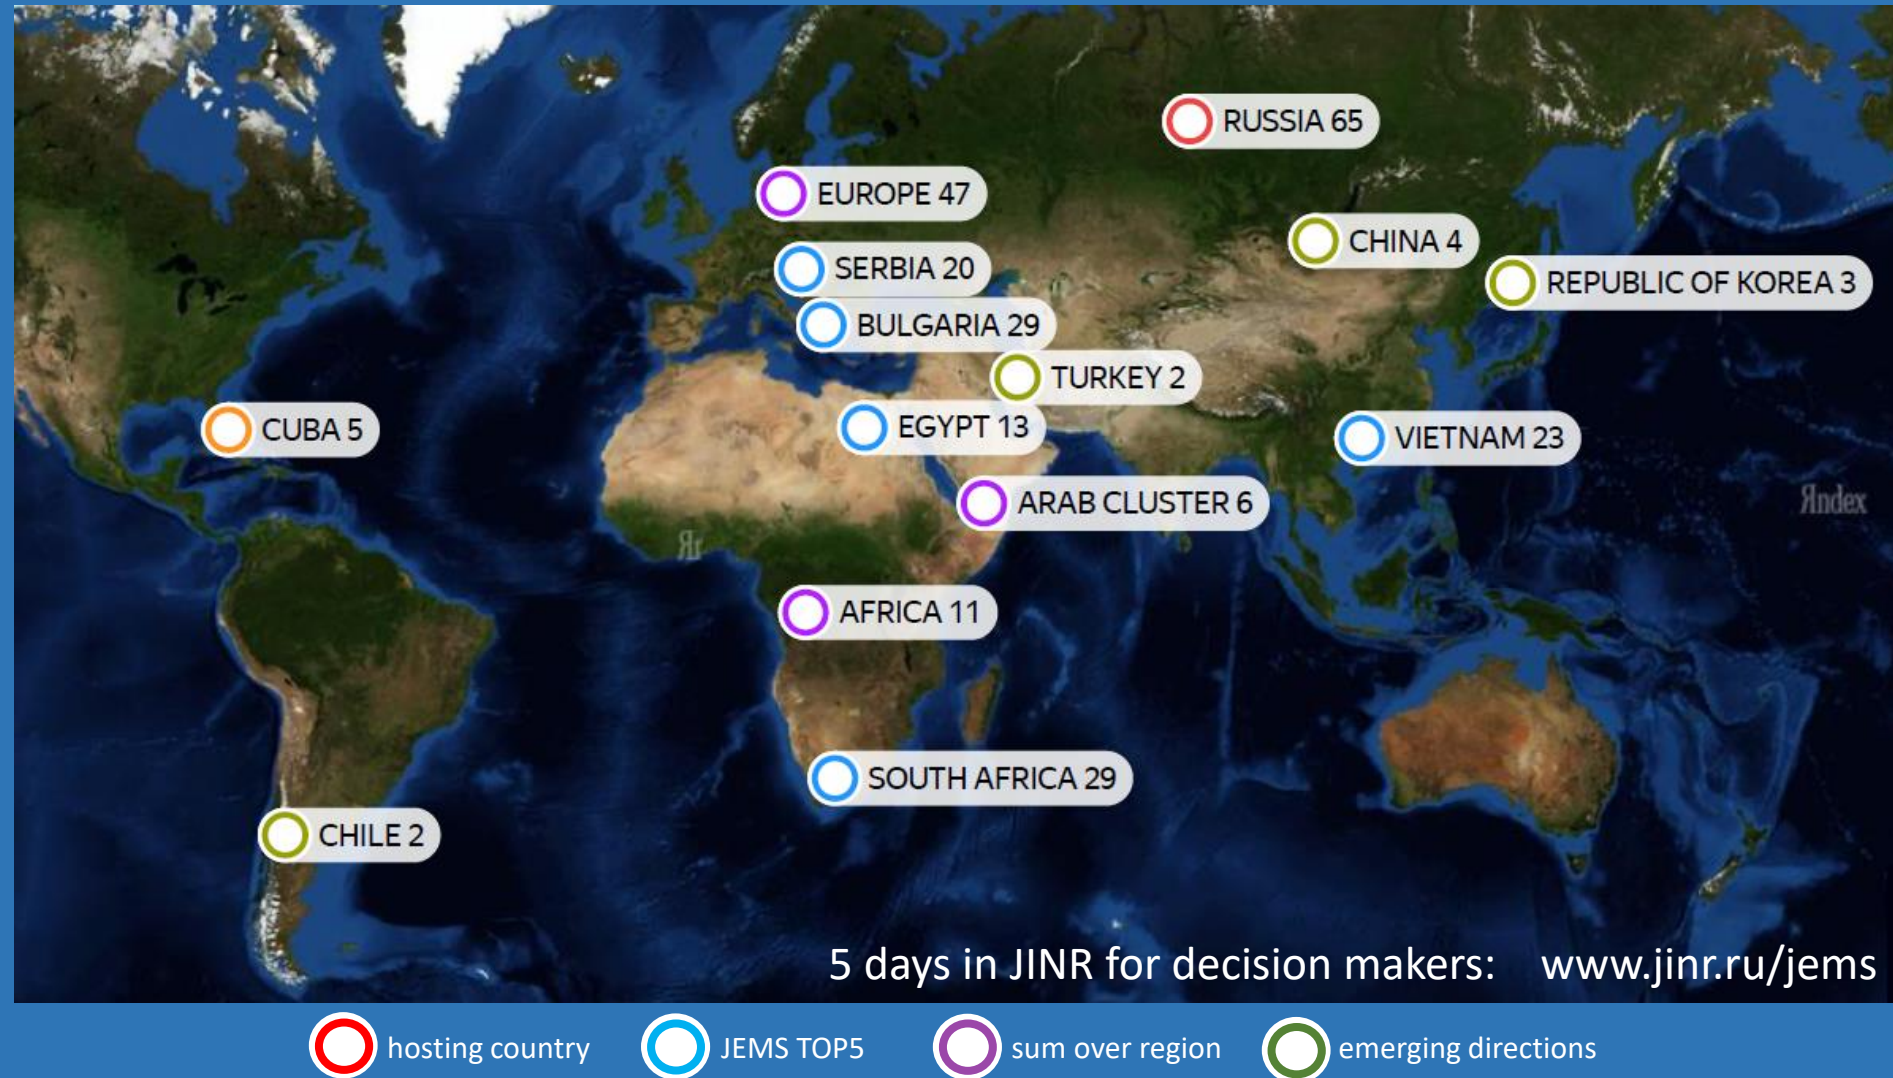 RUSSIA 65
EUROPE 47
CHINA 4
SERBIA 20
REPUBLIC OF KOREA 3
BULGARIA 29
TURKEY 2
CUBA 5
EGYPT 13
VIETNAM 23
ARAB CLUSTER 6
Яndex
Яr
AFRICA 11
SOUTH AFRICA 29
CHILE 2
5 days in JINR for decision makers: www.jinr.ru/jems
hosting country
JEMS TOP5
sum over region
emerging directions